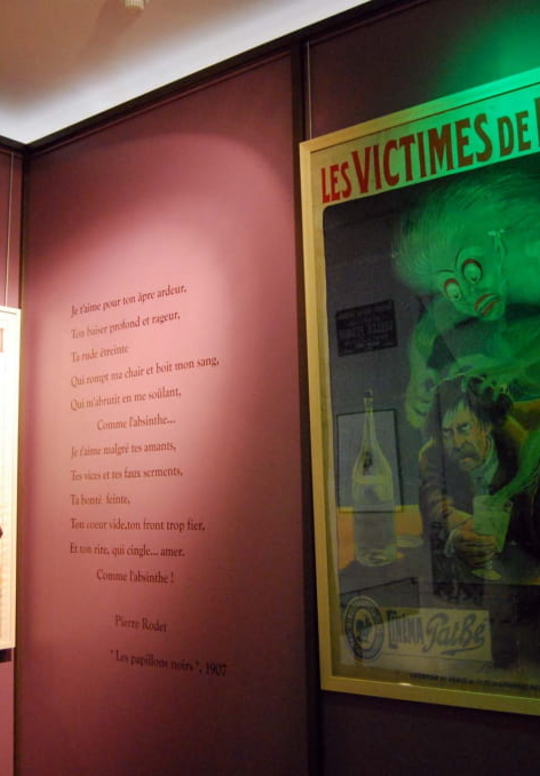 Je t'aime pour ton âpre ardeur,
Ton baiser profond et rageur,
Ta rude étreinte
Qui rompt ma chair et boit mon sang,
Qui m'abrutit en me soûlant,
Comme l'absinthe...
Je t'aime malgré tes amants,
Tes vices et tes faux serments,
Ta bonté feinte,
Ton coeur vide,ton front trop fier,
Et ton rire, qui cingle... amer.
Comme l'absinthe !
Pierre Rodet
" Les papillons noirs ", 1907
LES VICTIMES DE
CINEMA Pathé